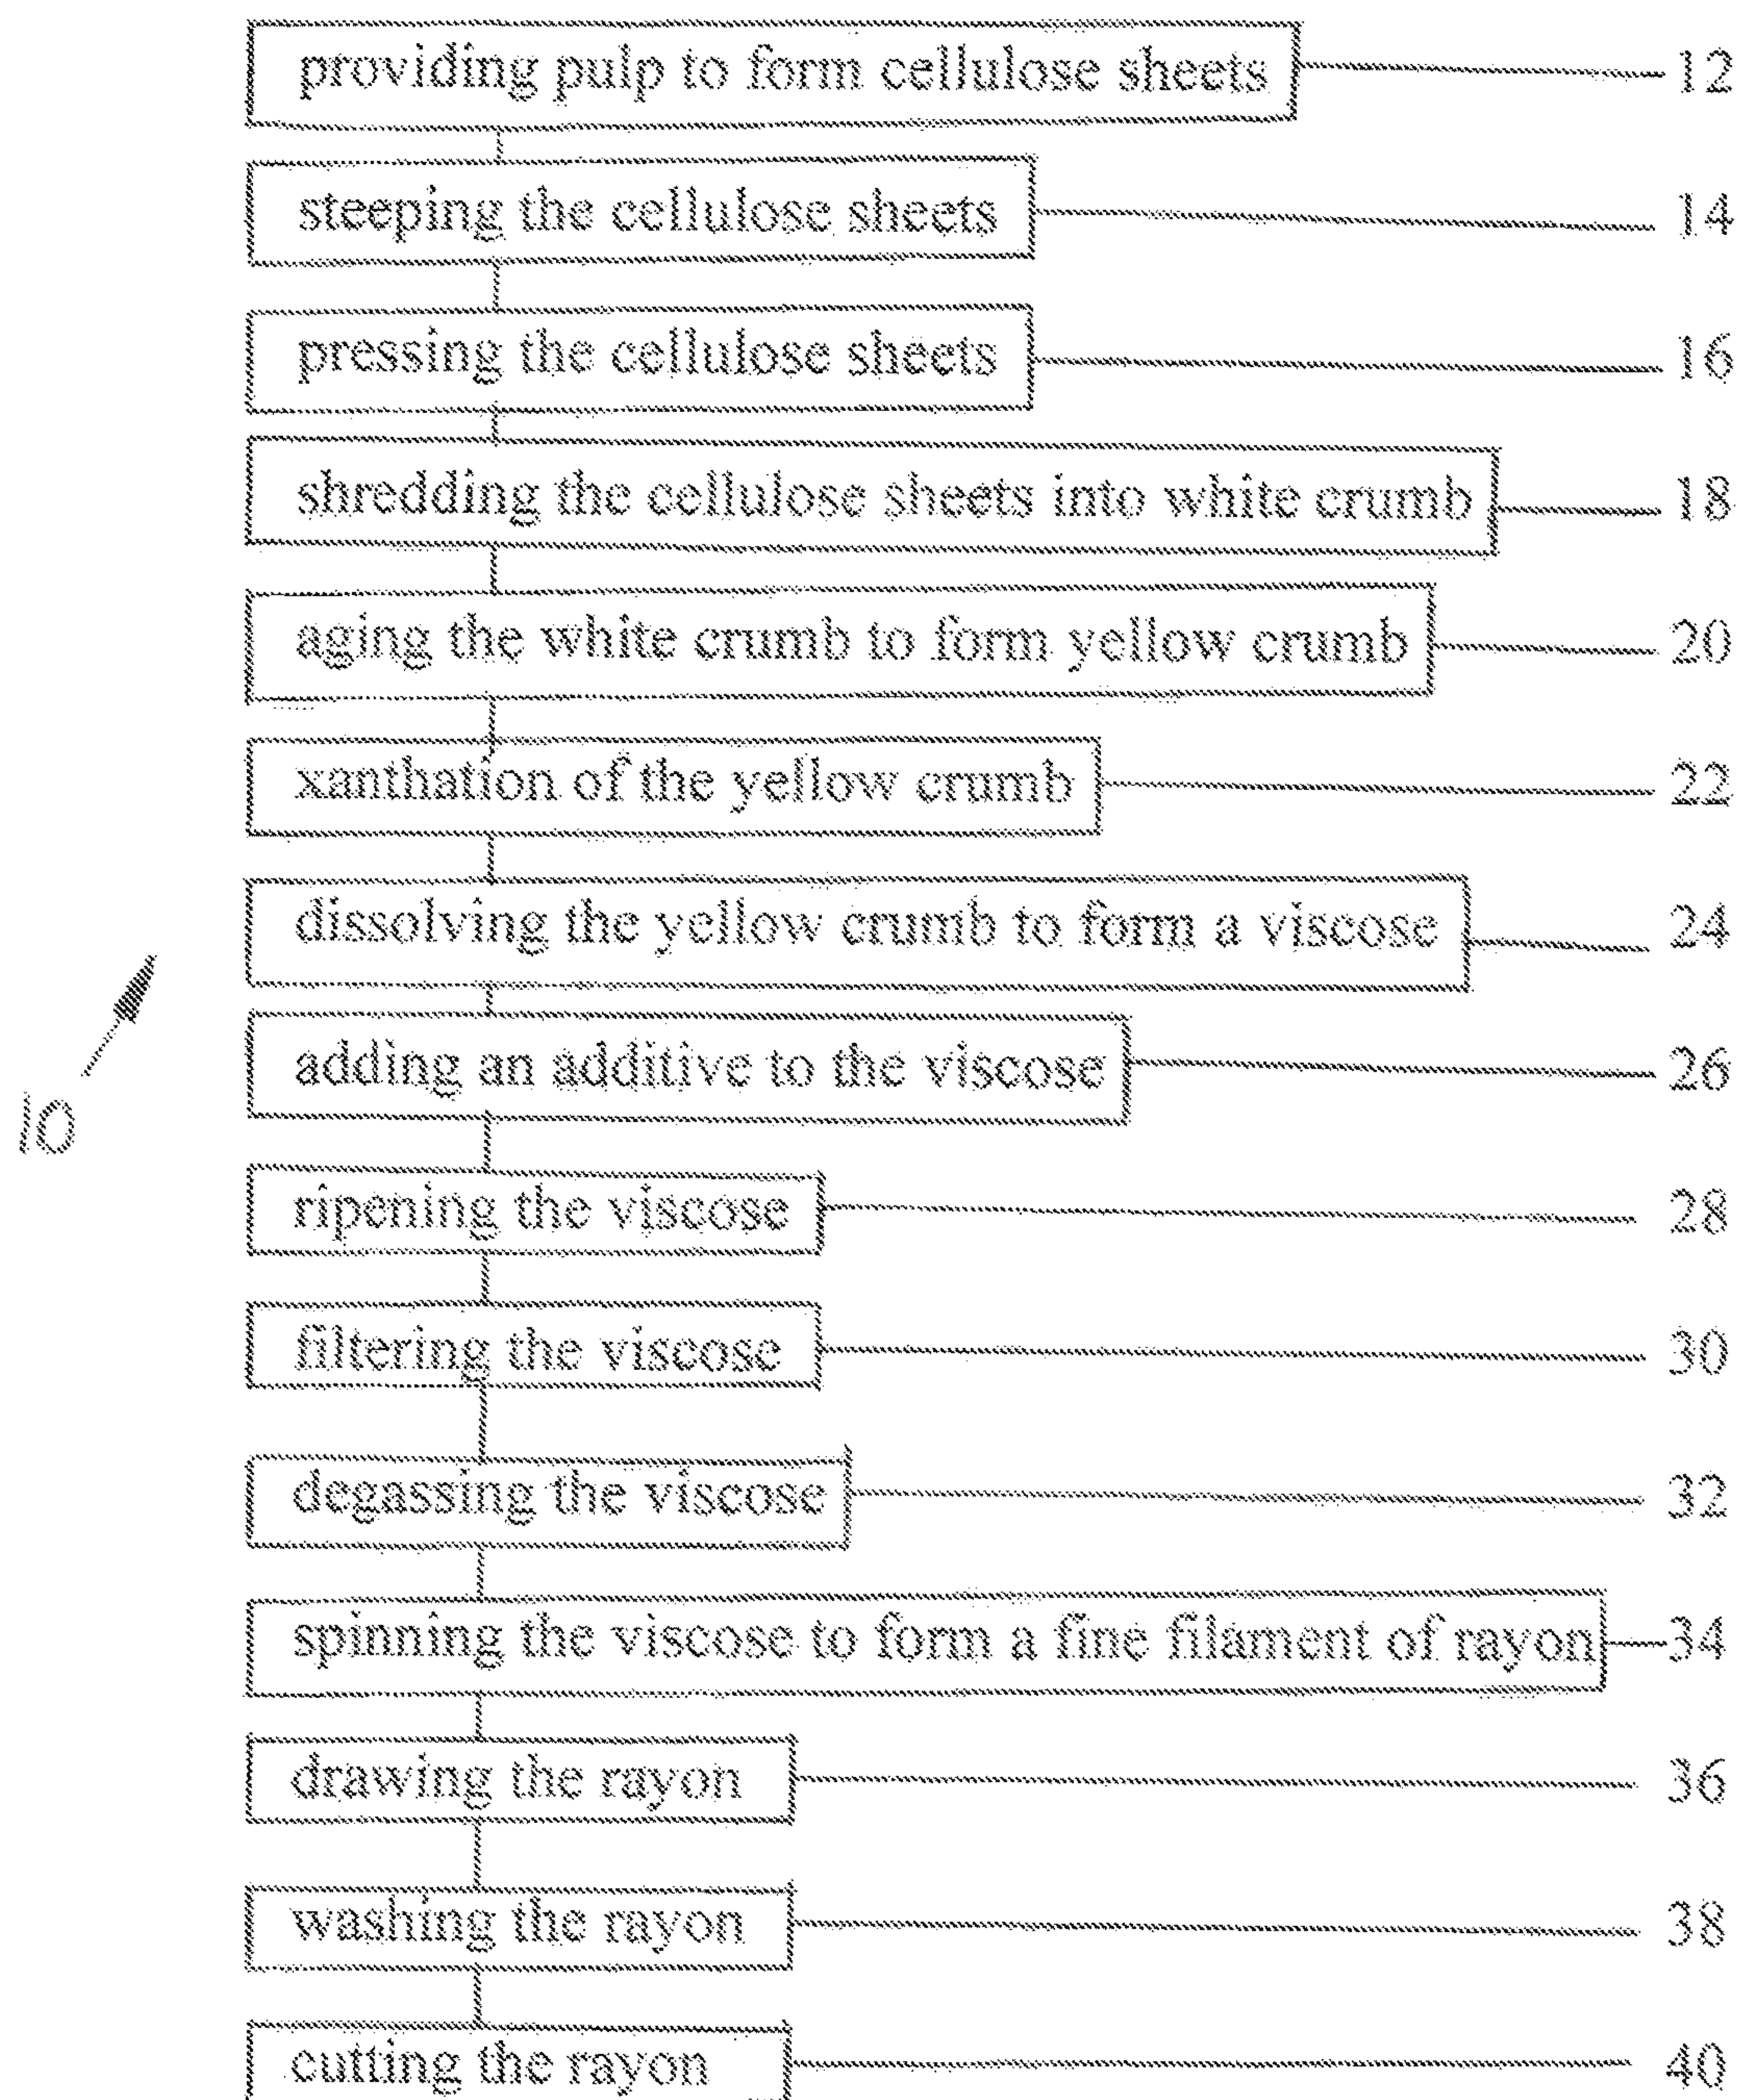 providing pulp to form cellulose sheets 12
steeping the cellulose sheets 14
pressing the cellulose sheets 16
shredding the cellulose sheets into white crumb 18
aging the white crumb to form yellow crumb 20
xanthation of the yellow crumb 22
dissolving the yellow crumb to form a viscose 24
adding an additive to the viscose 26
10
ripening the viscose 28
filtering the viscose 30
degassing the viscose 32
spinning the viscose to form a fine filament of rayon 34
drawing the rayon 36
washing the rayon 38
cutting the rayon 40